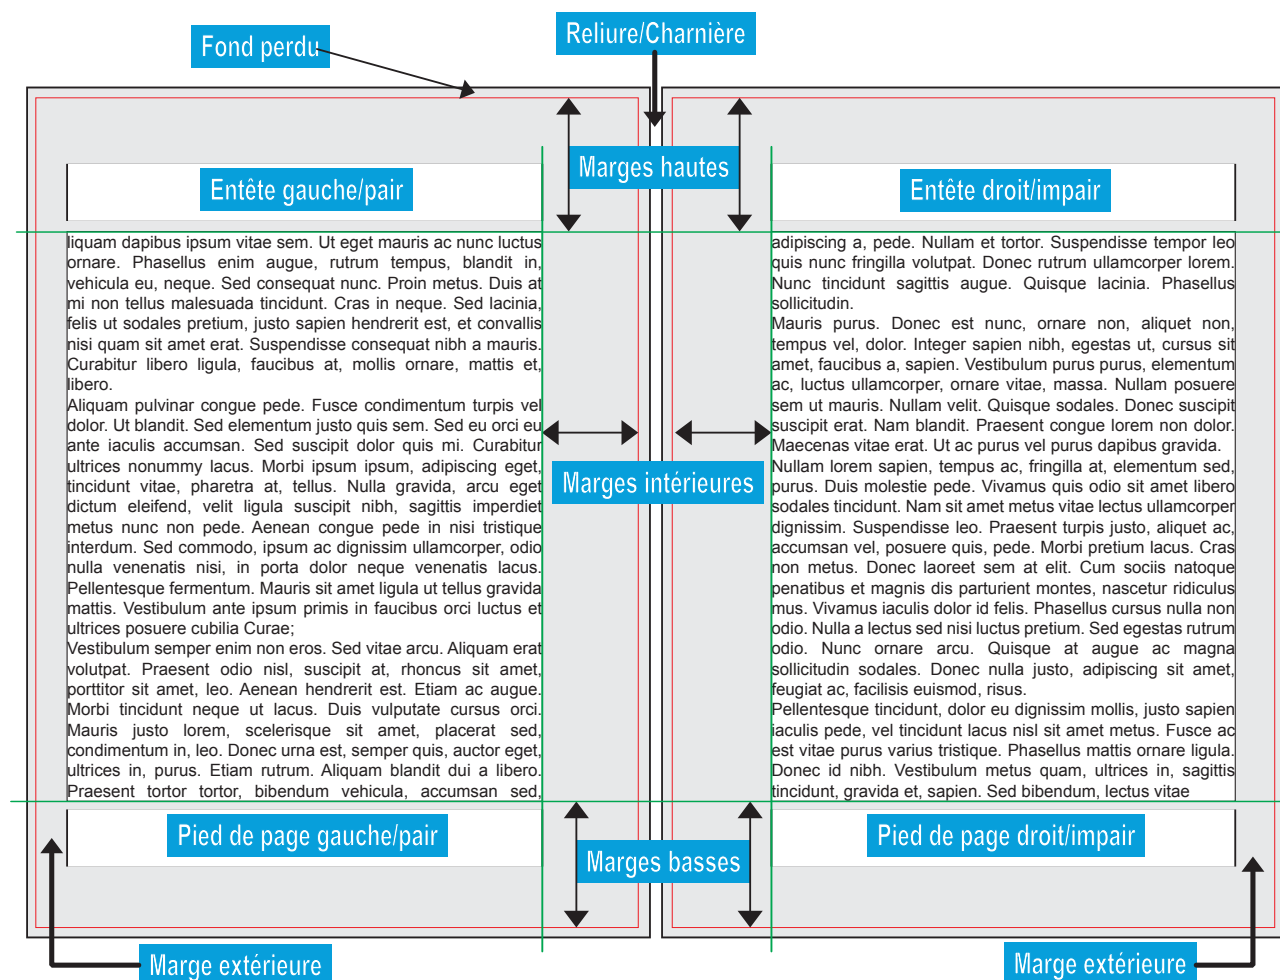 Reliure/Charnière
Fond perdu
Marges hautes
Entête gauche/pair
Entête droit/impair
liquam dapibus ipsum vitae sem. Ut eget mauris ac nunc luctus
ornare. Phasellus enim augue, rutrum tempus, blandit in,
vehicula eu, neque. Sed consequat nunc. Proin metus. Duis at
mi non tellus malesuada tincidunt. Cras in neque. Sed lacinia,
felis ut sodales pretium, justo sapien hendrerit est, et convallis
nisi quam sit amet erat. Suspendisse consequat nibh a mauris.
Curabitur libero ligula, faucibus at, mollis ornare, mattis et,
libero.
Aliquam pulvinar congue pede. Fusce condimentum turpis vel
dolor. Ut blandit. Sed elementum justo quis sem. Sed eu orci eu
ante iaculis accumsan. Sed suscipit dolor quis mi. Curabitur
ultrices nonummy lacus. Morbi ipsum ipsum, adipiscing eget,
tincidunt vitae, pharetra at, tellus. Nulla gravida, arcu eget
dictum eleifend, velit ligula suscipit nibh, sagittis imperdiet
metus nunc non pede. Aenean congue pede in nisi tristique
interdum. Sed commodo, ipsum ac dignissim ullamcorper, odio
nulla venenatis nisi, in porta dolor neque venenatis lacus.
Pellentesque fermentum. Mauris sit amet ligula ut tellus gravida
mattis. Vestibulum ante ipsum primis in faucibus orci luctus et
ultrices posuere cubilia Curae;
Vestibulum semper enim non eros. Sed vitae arcu. Aliquam erat
volutpat. Praesent odio nisl, suscipit at, rhoncus sit amet,
porttitor sit amet, leo. Aenean hendrerit est. Etiam ac augue.
Morbi tincidunt neque ut lacus. Duis vulputate cursus orci.
Mauris justo lorem, scelerisque sit amet, placerat sed,
condimentum in, leo. Donec urna est, semper quis, auctor eget,
ultrices in, purus. Etiam rutrum. Aliquam blandit dui a libero.
Praesent tortor tortor, bibendum vehicula, accumsan sed,
Marges intérieures
adipiscing a, pede. Nullam et tortor. Suspendisse tempor leo
quis nunc fringilla volutpat. Donec rutrum ullamcorper lorem.
Nunc tincidunt sagittis augue. Quisque lacinia. Phasellus
sollicitudin.
Mauris purus. Donec est nunc, ornare non, aliquet non,
tempus vel, dolor. Integer sapien nibh, egestas ut, cursus sit
amet, faucibus a, sapien. Vestibulum purus purus, elementum
ac, luctus ullamcorper, ornare vitae, massa. Nullam posuere
sem ut mauris. Nullam velit. Quisque sodales. Donec suscipit
suscipit erat. Nam blandit. Praesent congue lorem non dolor.
Maecenas vitae erat. Ut ac purus vel purus dapibus gravida.
Nullam lorem sapien, tempus ac, fringilla at, elementum sed,
purus. Duis molestie pede. Vivamus quis odio sit amet libero
sodales tincidunt. Nam sit amet metus vitae lectus ullamcorper
dignissim. Suspendisse leo. Praesent turpis justo, aliquet ac,
accumsan vel, posuere quis, pede. Morbi pretium lacus. Cras
non metus. Donec laoreet sem at elit. Cum sociis natoque
penatibus et magnis dis parturient montes, nascetur ridiculus
mus. Vivamus iaculis dolor id felis. Phasellus cursus nulla non
odio. Nulla a lectus sed nisi luctus pretium. Sed egestas rutrum
odio. Nunc ornare arcu. Quisque at augue ac magna
sollicitudin sodales. Donec nulla justo, adipiscing sit amet,
feugiat ac, facilisis euismod, risus.
Pellentesque tincidunt, dolor eu dignissim mollis, justo sapien
iaculis pede, vel tincidunt lacus nisl sit amet metus. Fusce ac
est vitae purus varius tristique. Phasellus mattis ornare ligula.
Donec id nibh. Vestibulum metus quam, ultrices in, sagittis
tincidunt, gravida et, sapien. Sed bibendum, lectus vitae
Pied de page gauche/pair
Pied de page droit/impair
Marges basses
Marge extérieure
Marge extérieure